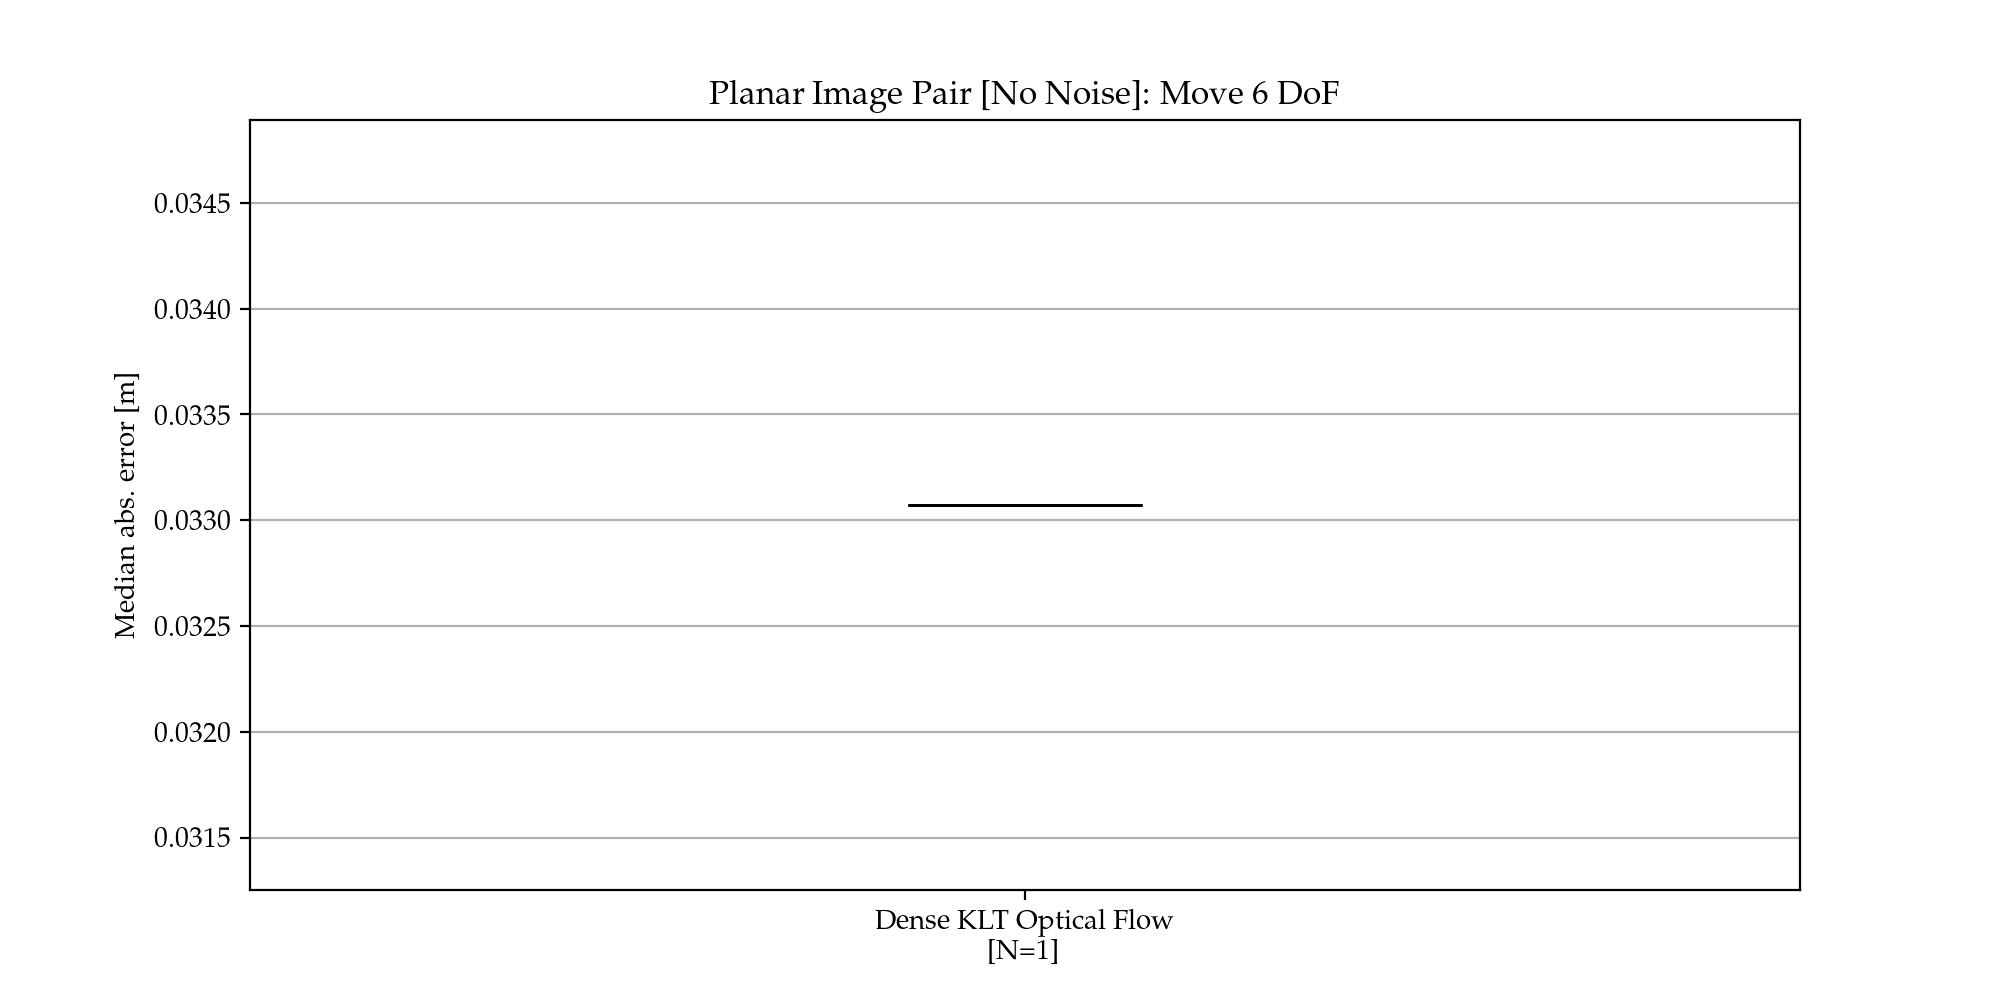 Planar Image Pair [No Noise]: Move 6 DoF
Median abs. error [m]
0.0345
0.0340
0.0335
0.0330
0.0325
0.0320
0.0315
Dense KLT Optical Flow
[N=1]